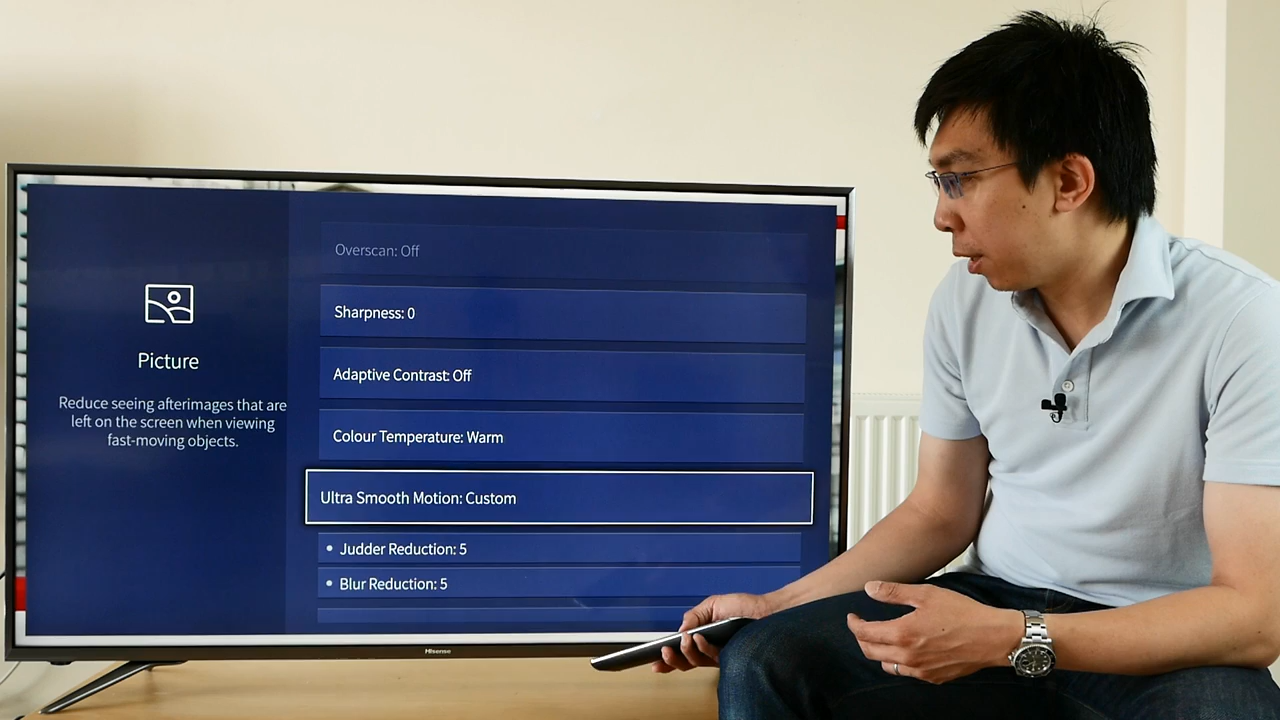 Overscan: Off
Sharpness: 0
Adaptive Contrast: Off
Colour Temperature: Warm
Ultra Smooth Motion: Custom
• Judder Reduction: 5
• Blur Reduction: 5
Picture
Reduce seeing afterimages that are
left on the screen when viewing
fast-moving objects.
Hisense